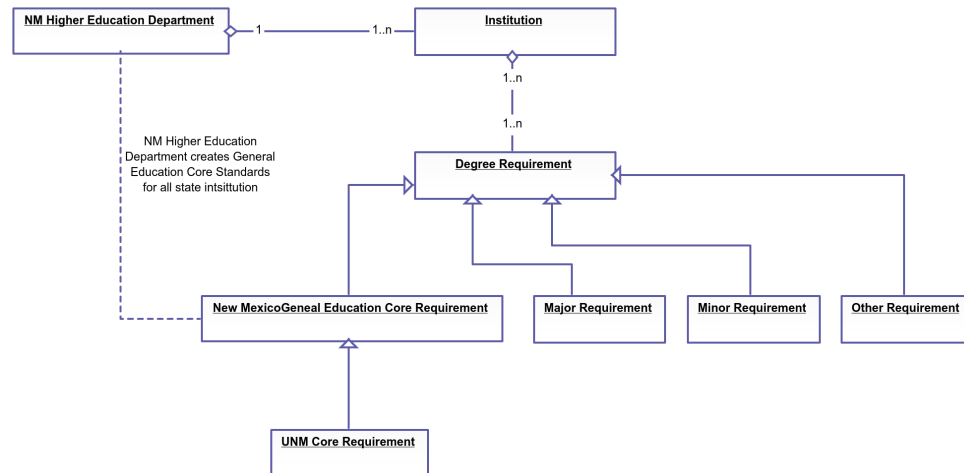 NM Higher Education Department
1
1..n
Institution
1..n
1..n
NM Higher Education
Department creates General
Education Core Standards
for all state intsittution
Degree Requirement
New MexicoGeneal Education Core Requirement
Major Requirement
Minor Requirement
Other Requirement
UNM Core Requirement